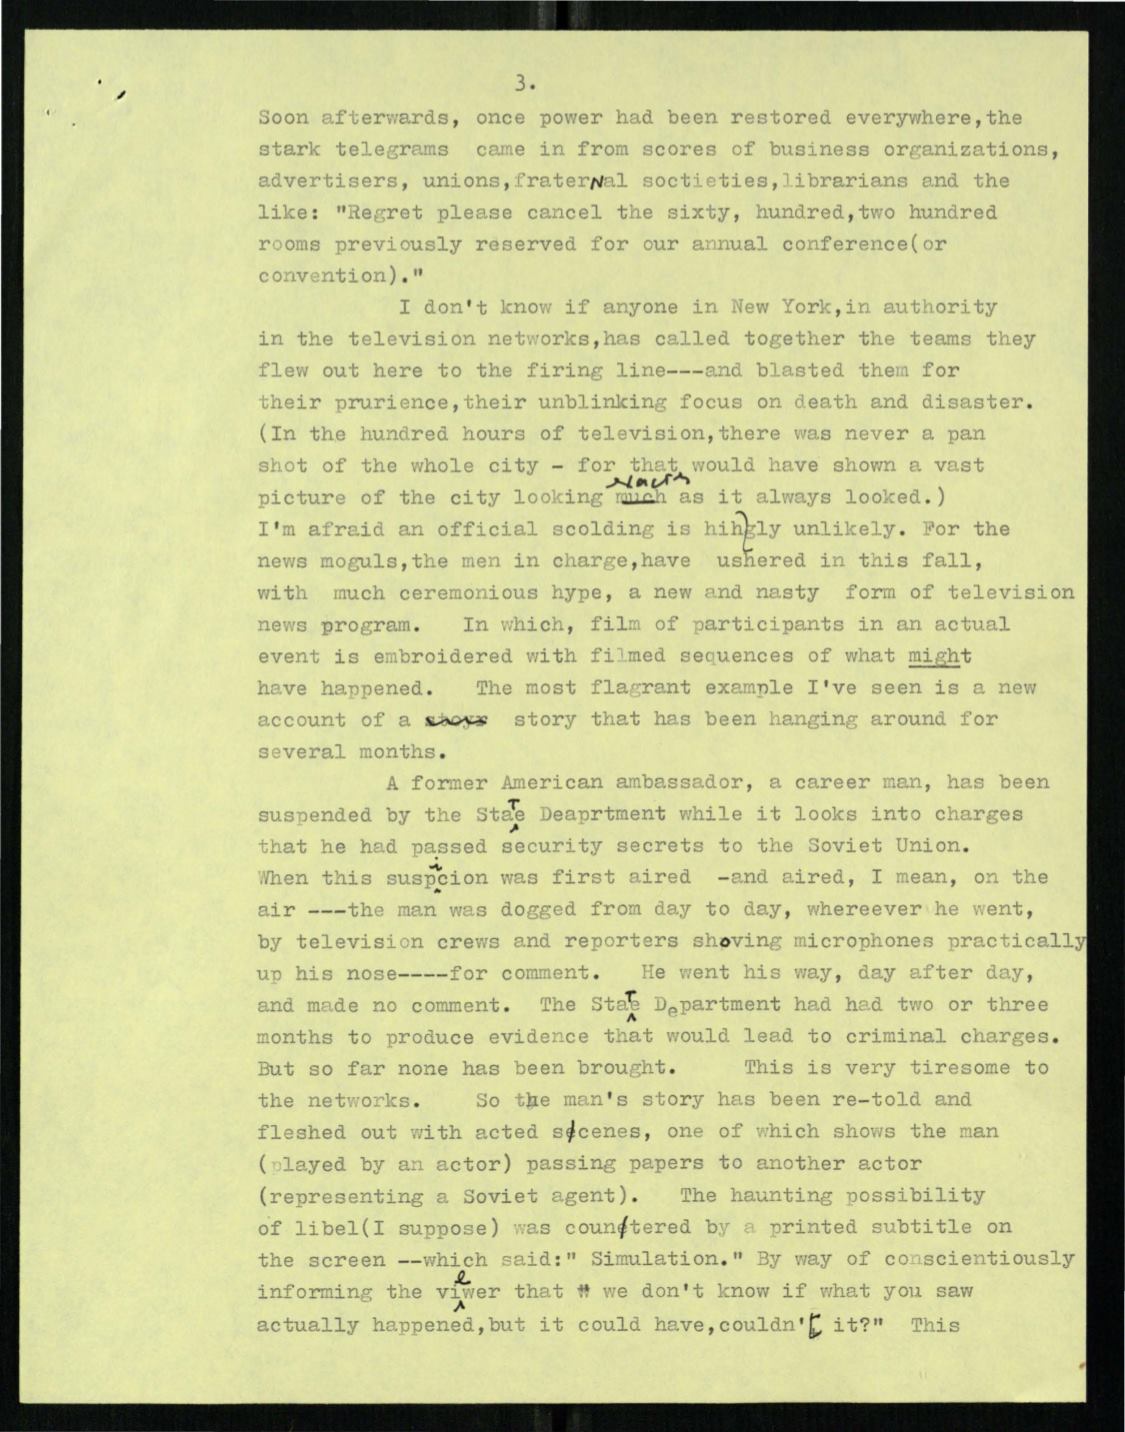 3.
Soon afterwards, once power had been restored everywhere,the
stark telegrams came in from scores of business organizations,
advertisers, unions,fraterNal soctieties,librarians and the
like: "Regret please cancel the sixty, hundred,two hundred
rooms previously reserved for our annual conference(or
convention)."
I don't know if anyone in New York,in authority
in the television networks,has called together the teams they
flew out here to the firing line---and blasted them for
their prurience,their unblinking focus on death and disaster.
(In the hundred hours of television,there was never a pan
shot of the whole city - for that would have shown a vast
exactly
picture of the city looking much as it always looked.)
I'm afraid an official scolding is hihgly unlikely. For the
news moguls,the men in charge,have ushered in this fall,
with much ceremonious hype, a new and nasty form of television
news program. In which, film of participants in an actual
event is embroidered with filmed sequences of what might
have happened. The most flagrant example I've seen is a new
account of a story that has been hanging around for
several months.
A former American ambassador, a career man, has been
suspended by the StaTe Deaprtment while it looks into charges
that he had passed security secrets to the Soviet Union.
When this suspicion was first aired -and aired, I mean, on the
air ---the man was dogged from day to day, whereever he went,
by television crews and reporters shoving microphones practically
up his nose----for comment. He went his way, day after day,
and made no comment. The StaTe Department had had two or three
months to produce evidence that would lead to criminal charges.
But so far none has been brought. This is very tiresome to
the networks. So the man's story has been re-told and
fleshed out with acted scenes, one of which shows the man
(played by an actor) passing papers to another actor
(representing a Soviet agent). The haunting possibility
of libel(I suppose) was countered by a printed subtitle on
the screen --which said:" Simulation." By way of conscientiously
informing the viewer that " we don't know if what you saw
actually happened,but it could have,couldn't it?" This